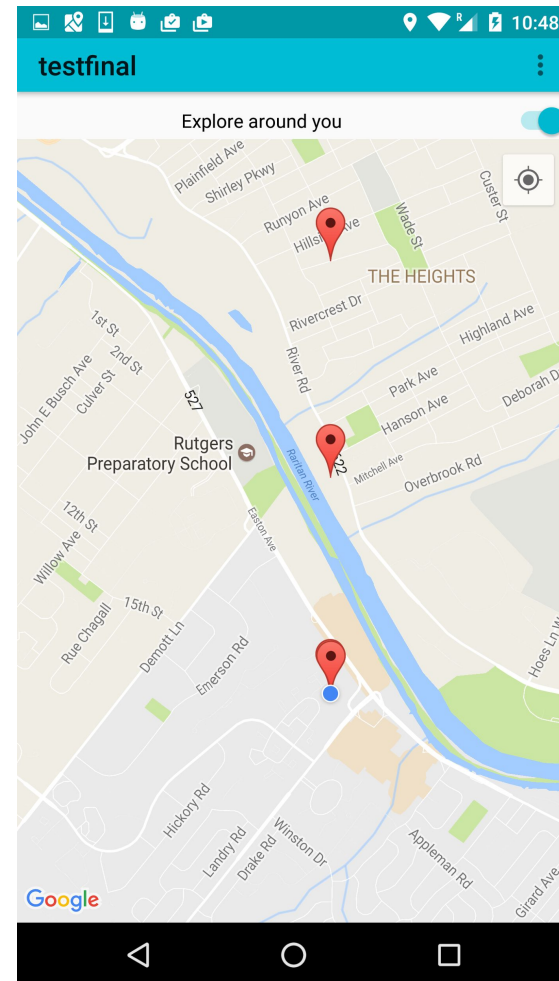 R
10:48
testfinal
Explore around you
Plainfield Ave
Shirley Pkwy
Custer St
Runyon Ave
Wade St
THE HEIGHTS
Rivercrest Dr
Highland Ave
1st St
2nd St
River Rd
John E Busch Ave
Culver St
527
Park Ave
Deborah D
Hanson Ave
Rutgers
Preparatory School
Raritan River
622
Mitchell Ave
Overbrook Rd
12th St
Easton Ave
Willow Ave
15th St
Rue Chagall
Demott Ln
Emerson Rd
Hoes Ln W
Hickory Rd
Landry Rd
Drake Rd
Winston Dr
Appleman Rd
Girard Ave
Google